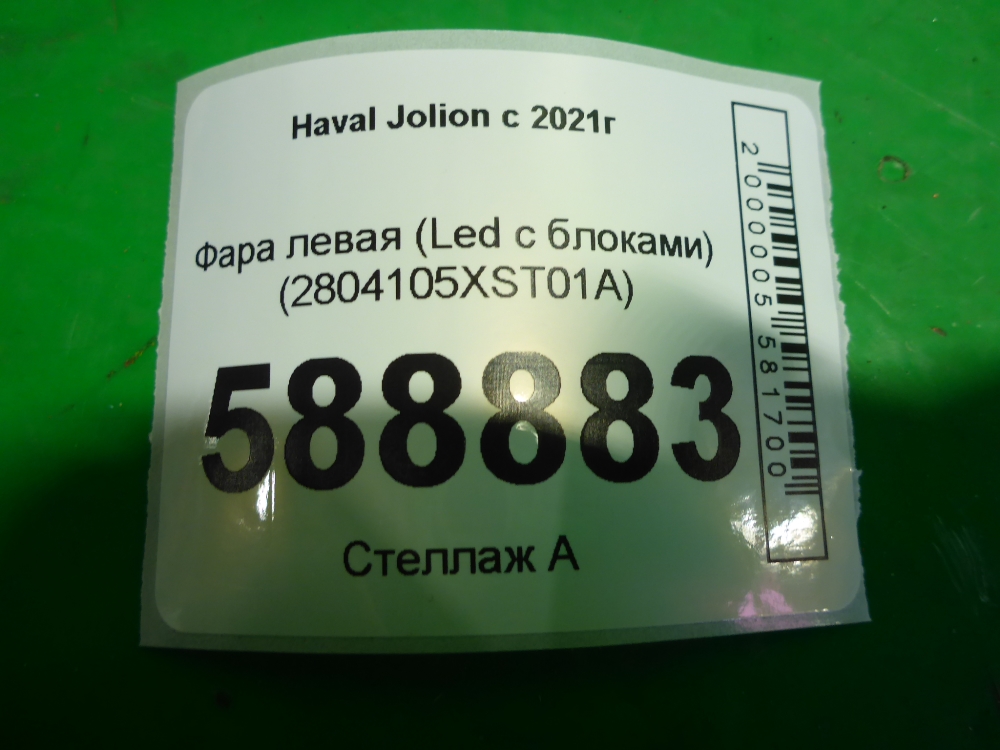 Haval Jolion с 2021г
Фара левая (Led с блоками)
(2804105XST01A)
588883
Стеллаж А
2000005581700